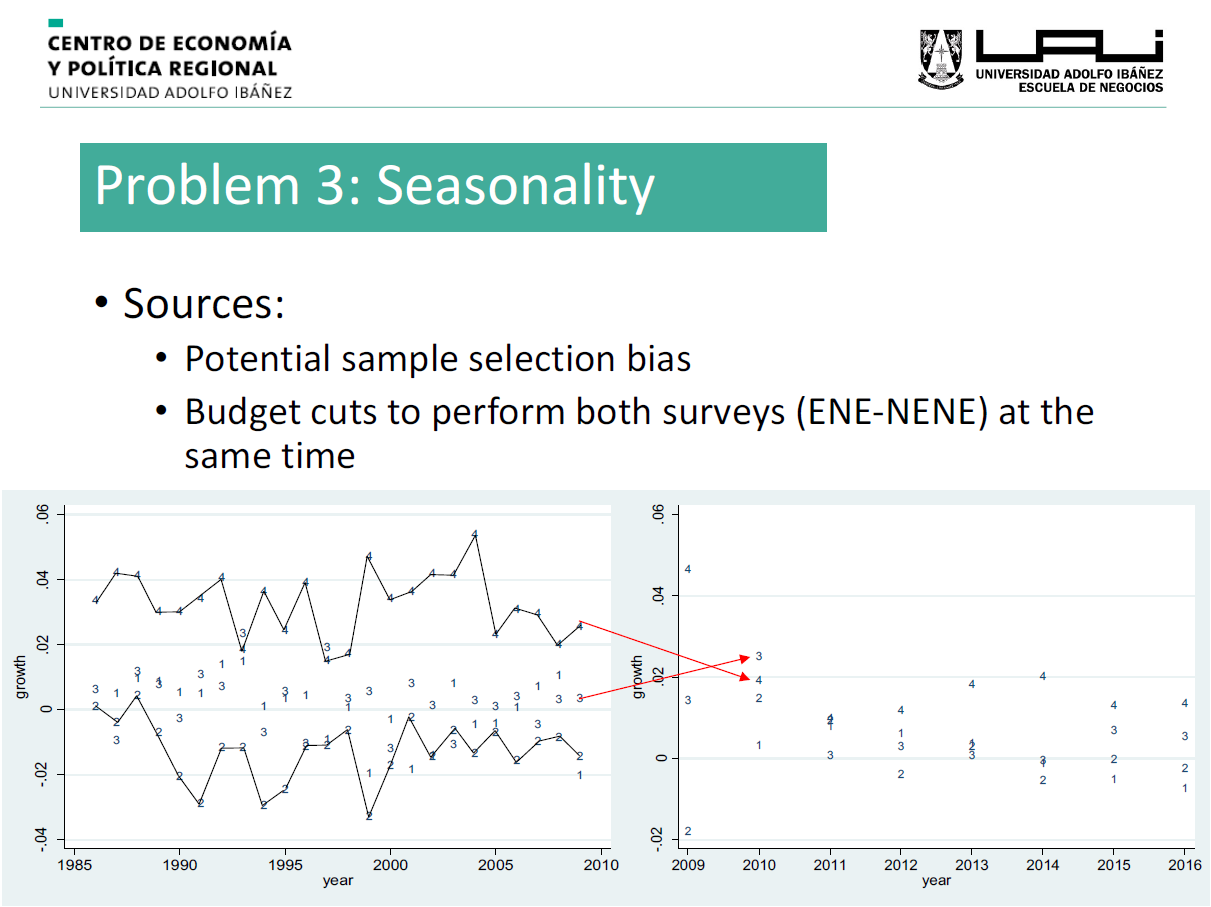 CENTRO DE ECONOMÍA
Y POLÍTICA REGIONAL
UNIVERSIDAD ADOLFO IBÁÑEZ
UAI
UNIVERSIDAD ADOLFO IBÁÑEZ
ESCUELA DE NEGOCIOS
Problem 3: Seasonality
• Sources:
• Potential sample selection bias
• Budget cuts to perform both surveys (ENE-NENE) at the
same time
growth
.06
.04
.02
0
-.02
-.04
1985 1990 1995 2000 2005 2010
year
growth
.06
.04
.02
0
-.02
2009 2010 2011 2012 2013 2014 2015 2016
year